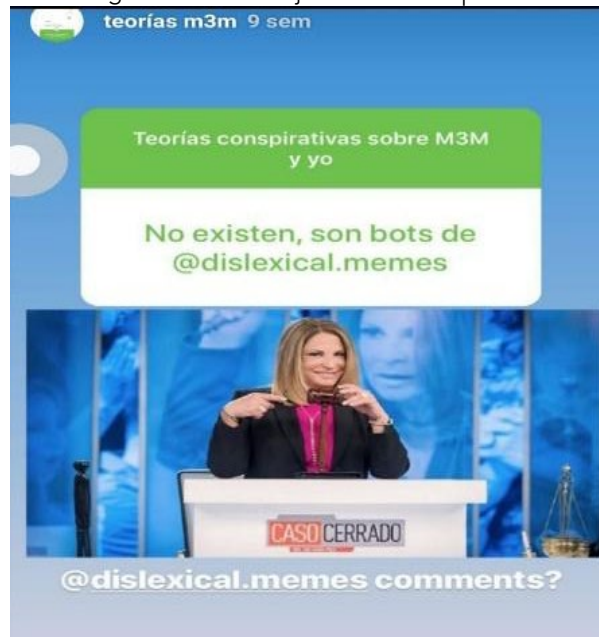 teorías m3m 9 sem
Teorías conspirativas sobre M3M
y yo
No existen, son bots de
@dislexical.memes
CASO CERRADO
@dislexical.memes comments?